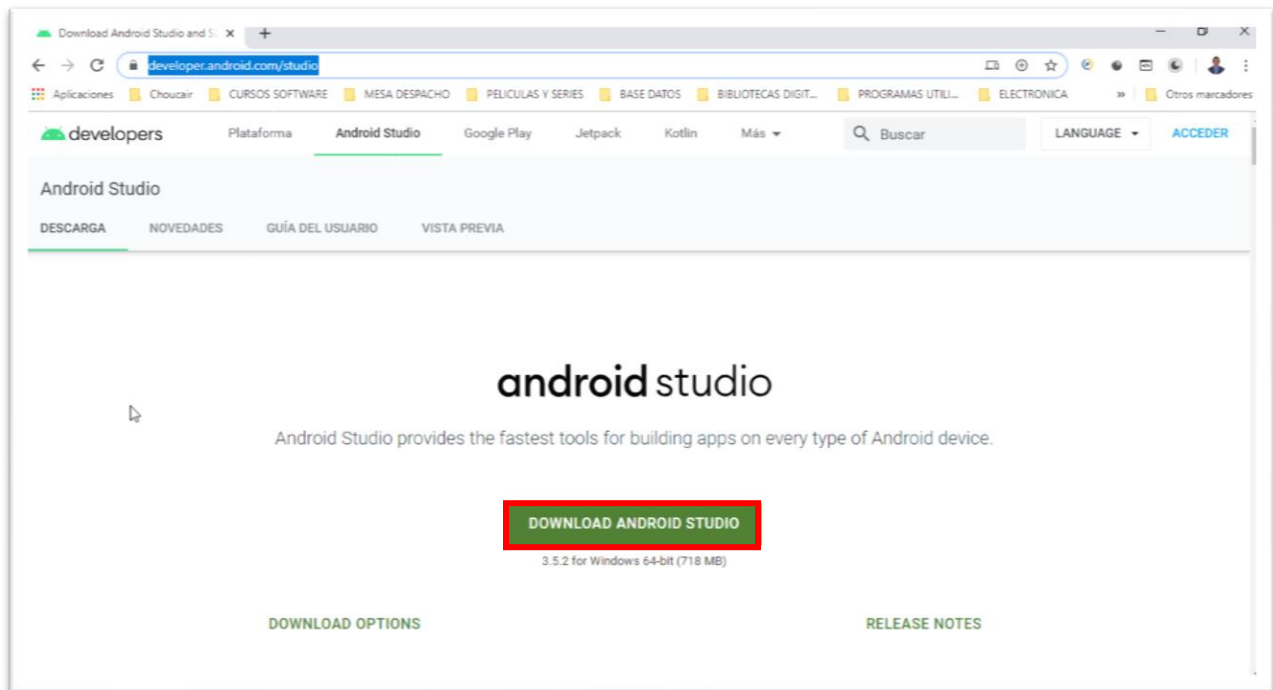 Download Android Studio and S
developer.android.com/studio
Aplicaciones Choucair CURSOS SOFTWARE MESA DESPACHO PELICULAS Y SERIES BASE DATOS BIBLIOTECAS DIGIT... PROGRAMAS UTILI... ELECTRONICA » Otros marcadores
developers Plataforma Android Studio Google Play Jetpack Kotlin Más Buscar LANGUAGE ACCEDER
Android Studio
DESCARGA NOVEDADES GUÍA DEL USUARIO VISTA PREVIA
android studio
Android Studio provides the fastest tools for building apps on every type of Android device.
DOWNLOAD ANDROID STUDIO
3.5.2 for Windows 64-bit (718 MB)
DOWNLOAD OPTIONS RELEASE NOTES